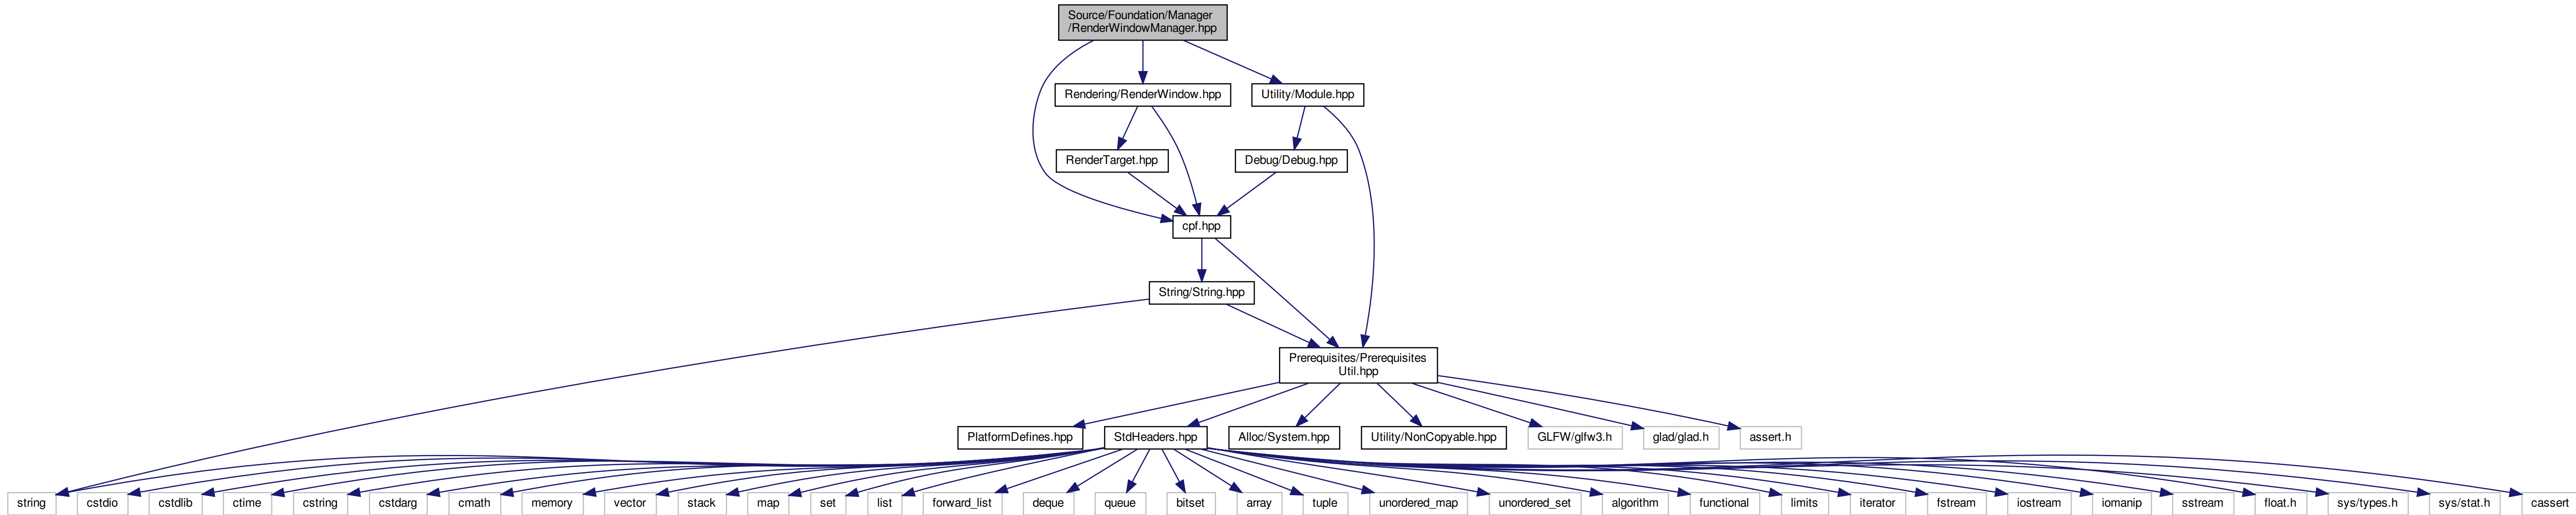 Source/Foundation/Manager
/RenderWindowManager.hpp
Rendering/RenderWindow.hpp
Utility/Module.hpp
RenderTarget.hpp
Debug/Debug.hpp
cpf.hpp
String/String.hpp
Prerequisites/Prerequisites
Util.hpp
PlatformDefines.hpp
StdHeaders.hpp
Alloc/System.hpp
Utility/NonCopyable.hpp
GLFW/glfw3.h
glad/glad.h
assert.h
string
cstdio
cstdlib
ctime
cstring
cstdarg
cmath
memory
vector
stack
map
set
list
forward_list
deque
queue
bitset
array
tuple
unordered_map
unordered_set
algorithm
functional
limits
iterator
fstream
iostream
iomanip
sstream
float.h
sys/types.h
sys/stat.h
cassert